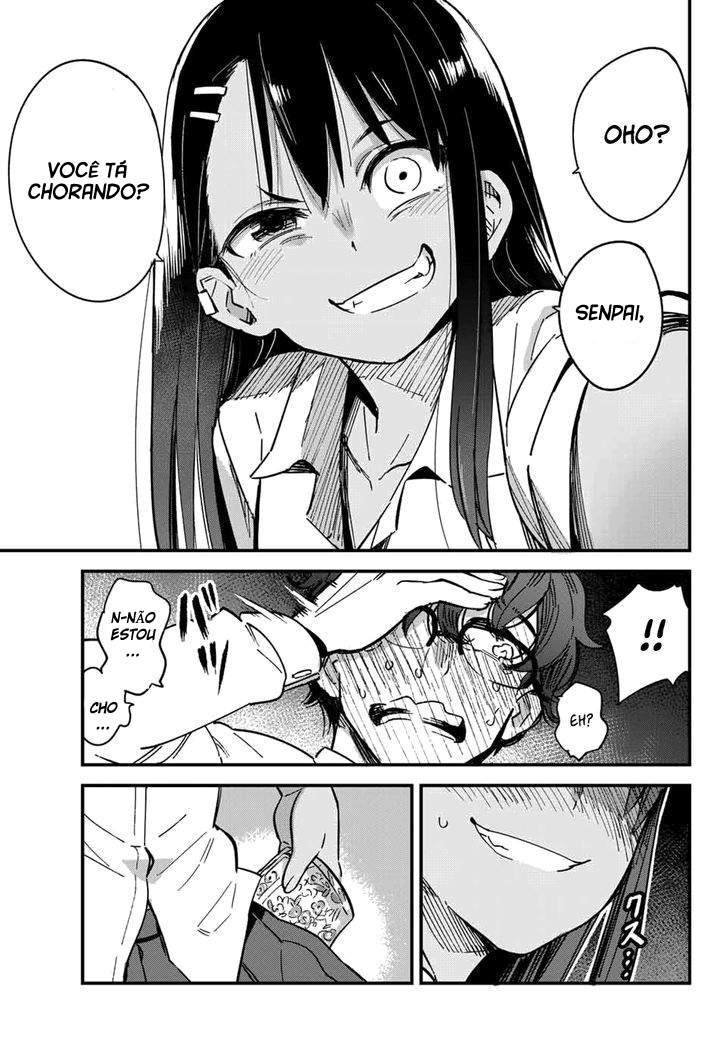 OHO?
SENPAI,
VOCÊ TÁ
CHORANDO?
!!
EH?
N-NÃO
ESTOU
...
CHO
...
クス…